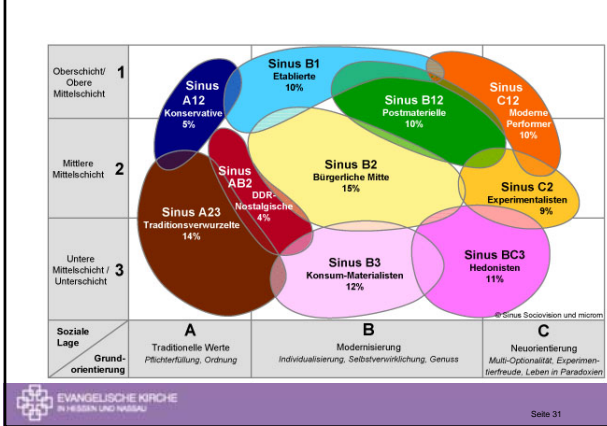 Oberschicht/
Obere
Mittelschicht
1
Sinus
A12
Konservative
5%
Sinus B1
Etablierte
10%
Sinus B12
Postmaterielle
10%
Sinus
C12
Moderne
Performer
10%
Mittlere
Mittelschicht
2
Sinus
AB2
DDR-
Nostalgische
4%
Sinus B2
Bürgerliche Mitte
15%
Sinus C2
Experimentalisten
9%
Sinus A23
Traditionsverwurzelte
14%
Untere
Mittelschicht /
Unterschicht
3
Sinus B3
Konsum-Materialisten
12%
Sinus BC3
Hedonisten
11%
© Sinus Sociovision und microm
Soziale
Lage
Grund-
orientierung
A
Traditionelle Werte
Pflichterfüllung, Ordnung
B
Modernisierung
Individualisierung, Selbstverwirklichung, Genuss
C
Neuorientierung
Multi-Optionalität, Experimen-
tierfreude, Leben in Paradoxien
EVANGELISCHE KIRCHE
IN HESSEN UND NASSAU
Seite 31